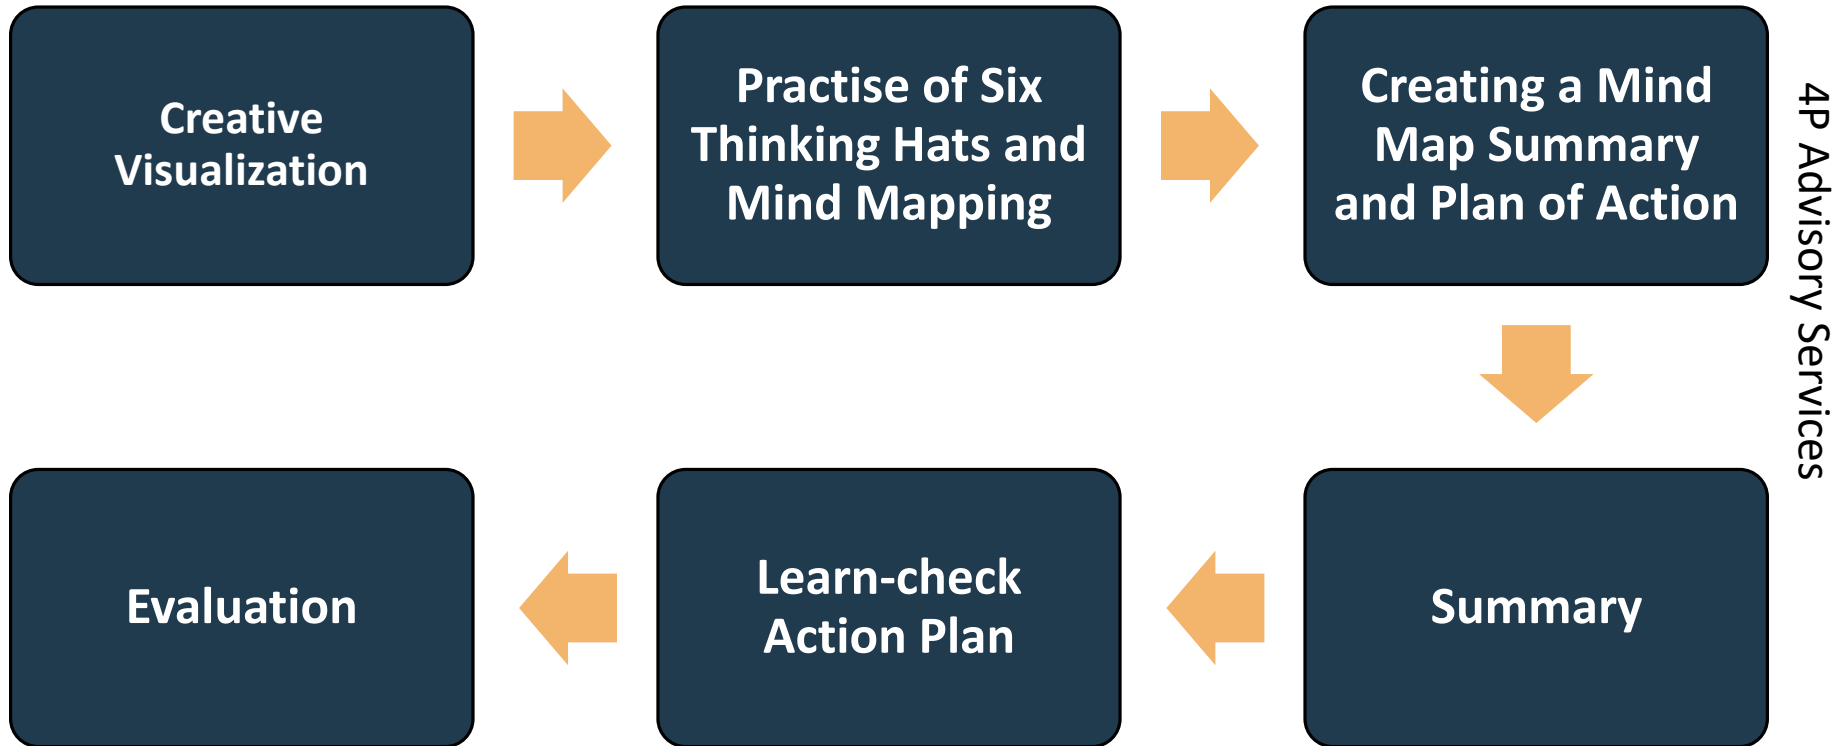 Creative
Visualization
Practise of Six
Thinking Hats and
Mind Mapping
Creating a Mind
Map Summary
and Plan of Action
Summary
Learn-check
Action Plan
Evaluation
4P Advisory Services